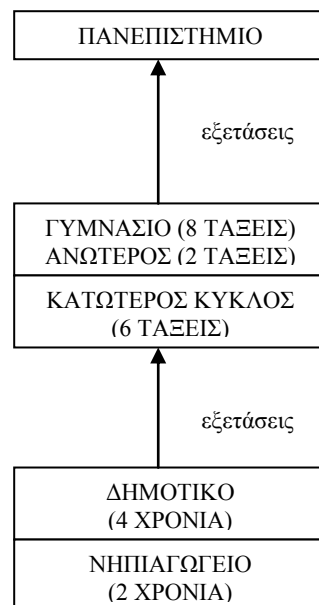 ΠΑΝΕΠΙΣΤΗΜΙΟ
εξετάσεις
ΓΥΜΝΑΣΙΟ (8 ΤΑΞΕΙΣ)
ΑΝΩΤΕΡΟΣ (2 ΤΑΞΕΙΣ)
ΚΑΤΩΤΕΡΟΣ ΚΥΚΛΟΣ
(6 ΤΑΞΕΙΣ)
εξετάσεις
ΔΗΜΟΤΙΚΟ
(4 ΧΡΟΝΙΑ)
ΝΗΠΙΑΓΩΓΕΙΟ
(2 ΧΡΟΝΙΑ)